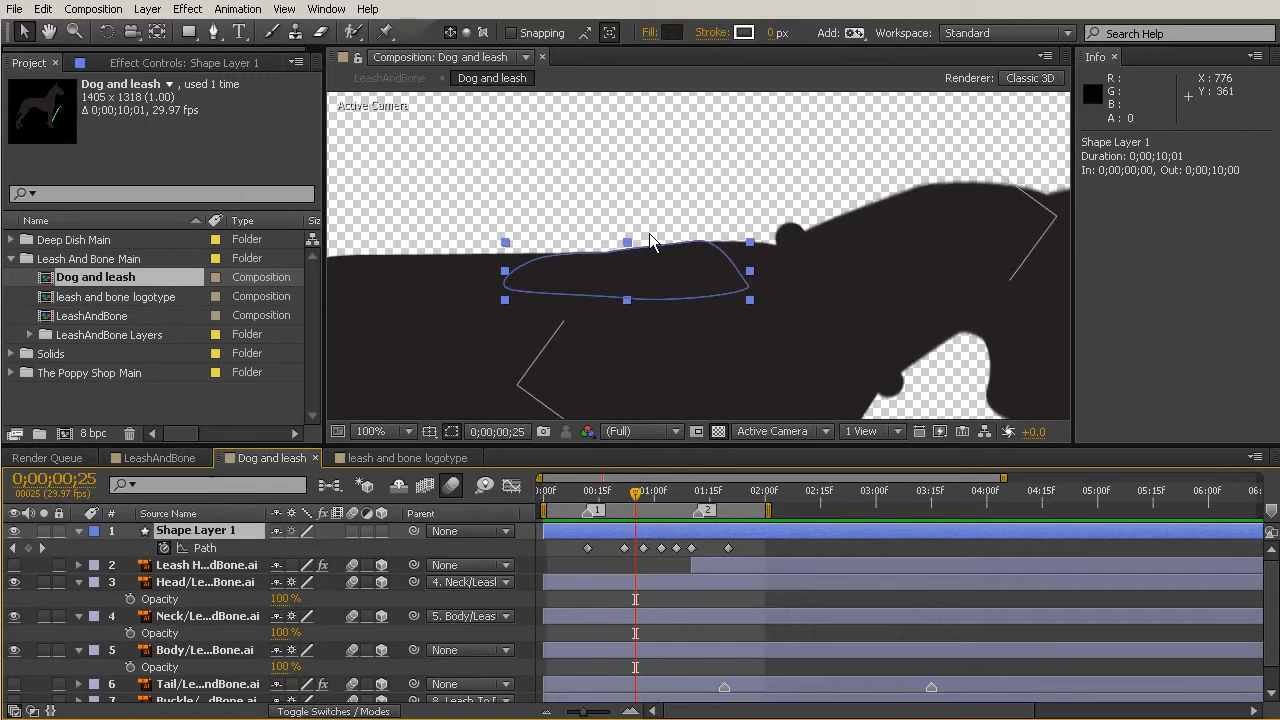 File Edit Composition Layer Effect Animation View Window Help
Snapping Fill: Stroke: 0 px Add: Workspace: Standard Search Help
Project Effect Controls: Shape Layer 1
Composition: Dog and leash
Info
Dog and leash , used 1 time
1405 x 1318 (1.00)
Δ 0;00;10;01, 29.97 fps
LeashAndBone Dog and leash
Renderer: Classic 3D
Active Camera
R :
G :
B :
A : 0
X : 776
Y : 361
Shape Layer 1
Duration: 0;00;10;01
In: 0;00;00;00, Out: 0;00;10;00
Name Type Siz
Deep Dish Main Folder
Leash And Bone Main Folder
Dog and leash Composition
leash and bone logotype Composition
LeashAndBone Composition
LeashAndBone Layers Folder
Solids Folder
The Poppy Shop Main Folder
8 bpc
100% 0;00;00;25 (Full) Active Camera 1 View +0.0
Render Queue LeashAndBone Dog and leash leash and bone logotype
0;00;00;25
00025 (29.97 fps)
0:00f 00:15f 01:00f 01:15f 02:00f 02:15f 03:00f 03:15f 04:00f 04:15f 05:00f 05:15f 06:00f 06:15
# Source Name Parent
1 2
1 Shape Layer 1 None
Path
2 Leash H...dBone.ai None
3 Head/Le...dBone.ai 4. Neck/Leasl
Opacity 100%
4 Neck/Le...dBone.ai 5. Body/Leas
Opacity 100%
5 Body/Le...Bone.ai None
Opacity 100%
6 Tail/Lea...ndBone.ai None
Toggle Switches / Modes